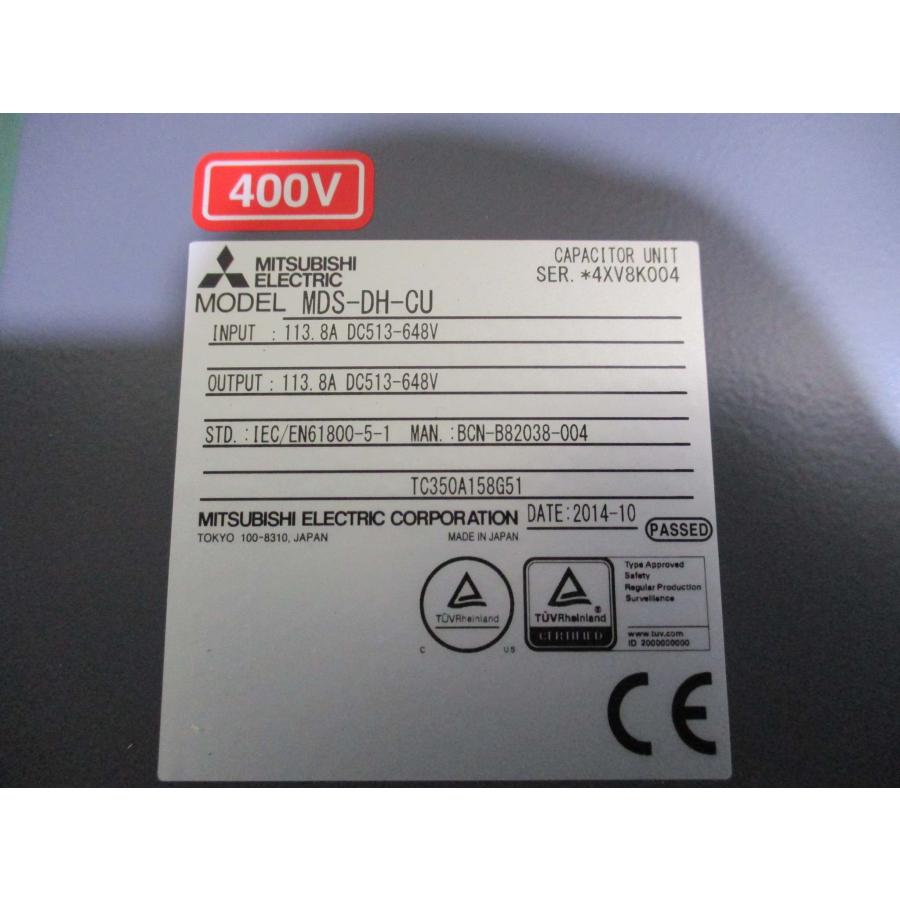 400V
MITSUBISHI
ELECTRIC
CAPACITOR UNIT
SER.*4XV8K004
MODEL MDS-DH-CU
INPUT : 113.8A DC513-648V
OUTPUT : 113.8A DC513-648V
STD.:IEC/EN61800-5-1 MAN.:BCN-B82038-004
TC350A158G51
MITSUBISHI ELECTRIC CORPORATION DATE:2014-10
TOKYO 100-8310, JAPAN MADE IN JAPAN
PASSED
TÜVRheinland
C US
TÜVRheinland®
CERTIFIED
Type Approved
Safety
Regular Production
Surveillance
www.tuv.com
ID 2000000000
CE